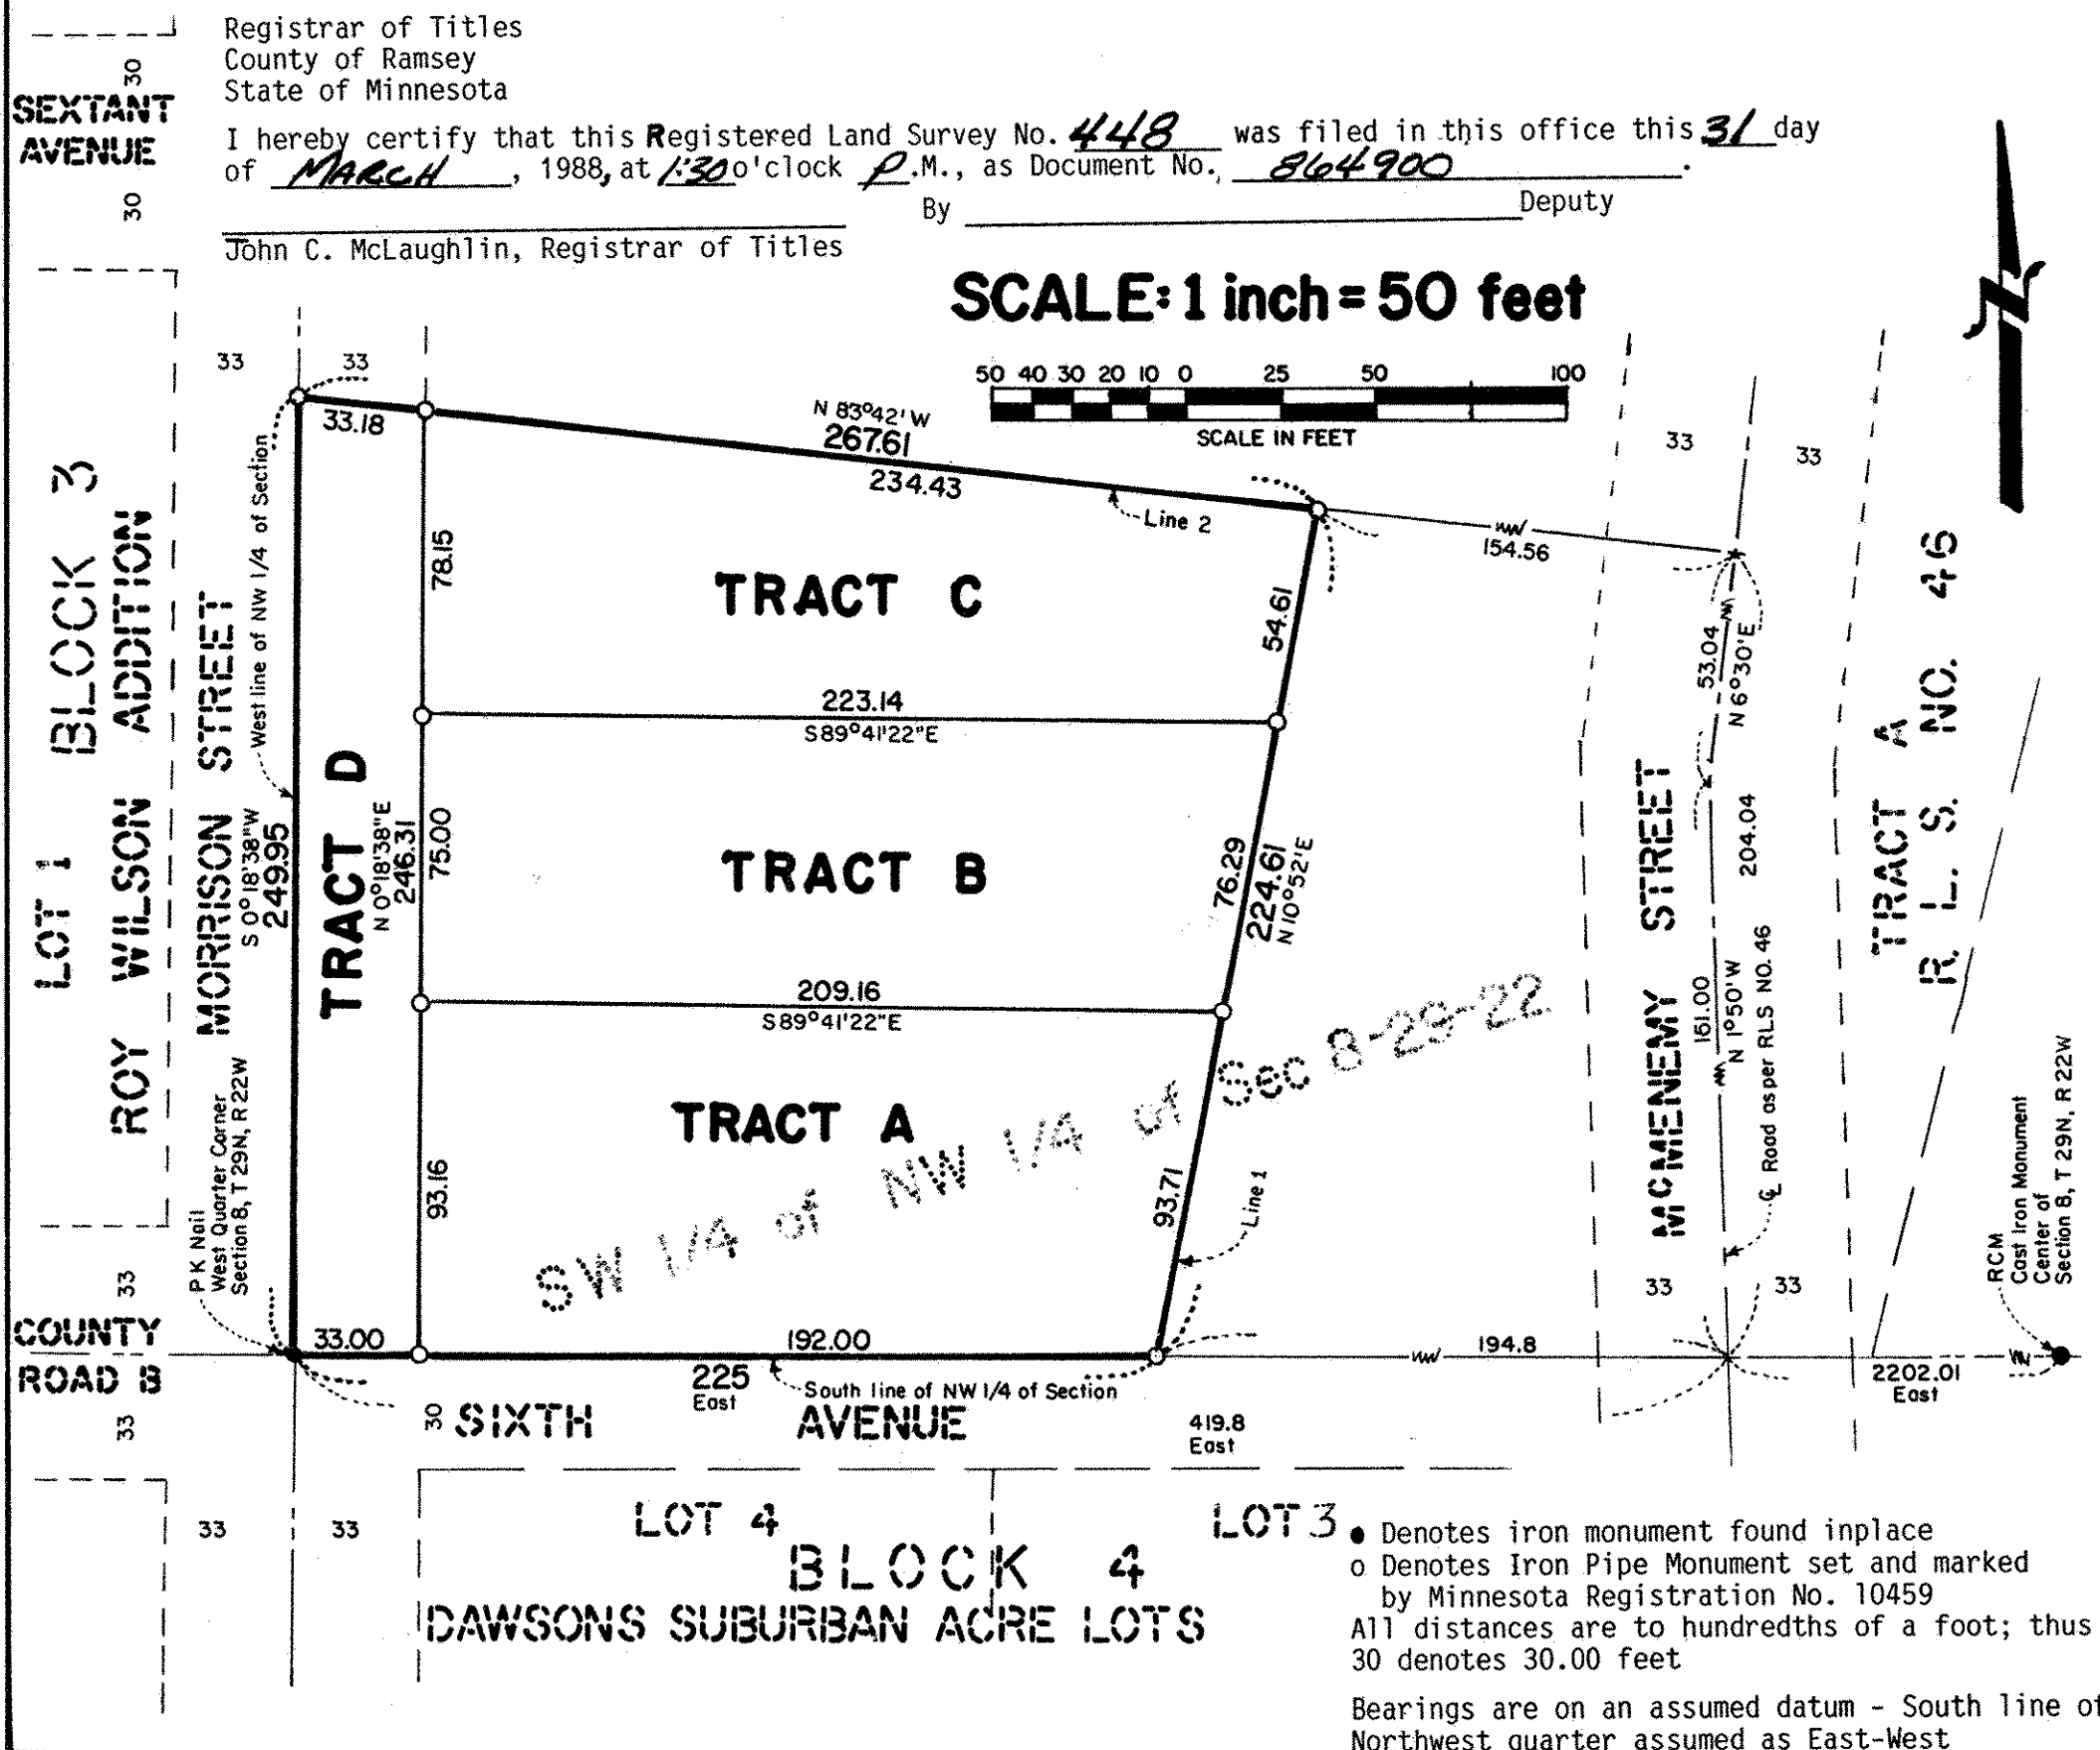 Registrar of Titles
County of Ramsey
State of Minnesota
I hereby certify that this Registered Land Survey No. 448 was filed in this office this 31 day
of MARCH, 1988, at 1:30 o'clock P.M., as Document No. 864900.
By Deputy
John C. McLaughlin, Registrar of Titles
30
SEXTANT
AVENUE
30
SCALE: 1 inch = 50 feet
50 40 30 20 10 0 25 50 100
SCALE IN FEET
33
33
33
33
33.18
N 83°42' W
267.61
234.43
Line 2
154.56
LOT 1 BLOCK 3
ROY WILSON ADDITION
MORRISON STREET
West line of NW 1/4 of Section
S 0°18'38"W
249.95
TRACT D
N 0°18'38"E
246.31
78.15
75.00
93.16
TRACT C
54.61
223.14
S89°41'22"E
TRACT B
76.29
224.61
N 10°52'E
209.16
S89°41'22"E
TRACT A
93.71
Line 1
SW 1/4 of NW 1/4 of Sec 8-29-22
53.04
N 6°30'E
204.04
161.00
N 1°50'W
℄ Road as per RLS NO. 46
MCMENEMY STREET
TRACT A
R. L. S. NO. 46
P K Nail
West Quarter Corner
Section 8, T 29N, R 22W
RCM
Cast Iron Monument
Center of
Section 8, T 29N, R 22W
33
COUNTY
ROAD B
33
33.00
192.00
225
East
South line of NW 1/4 of Section
194.8
33
33
2202.01
East
419.8
East
30
SIXTH AVENUE
33
33
LOT 4
LOT 3
BLOCK 4
DAWSONS SUBURBAN ACRE LOTS
● Denotes iron monument found inplace
o Denotes Iron Pipe Monument set and marked
by Minnesota Registration No. 10459
All distances are to hundredths of a foot; thus
30 denotes 30.00 feet
Bearings are on an assumed datum - South line of
Northwest quarter assumed as East-West